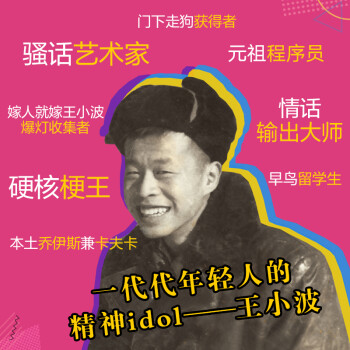 门下走狗获得者
骚话艺术家
元祖程序员
嫁人就嫁王小波
爆灯收集者
情话
输出大师
硬核梗王
早鸟留学生
本土乔伊斯兼卡夫卡
一代代年轻人的
精神idol——王小波